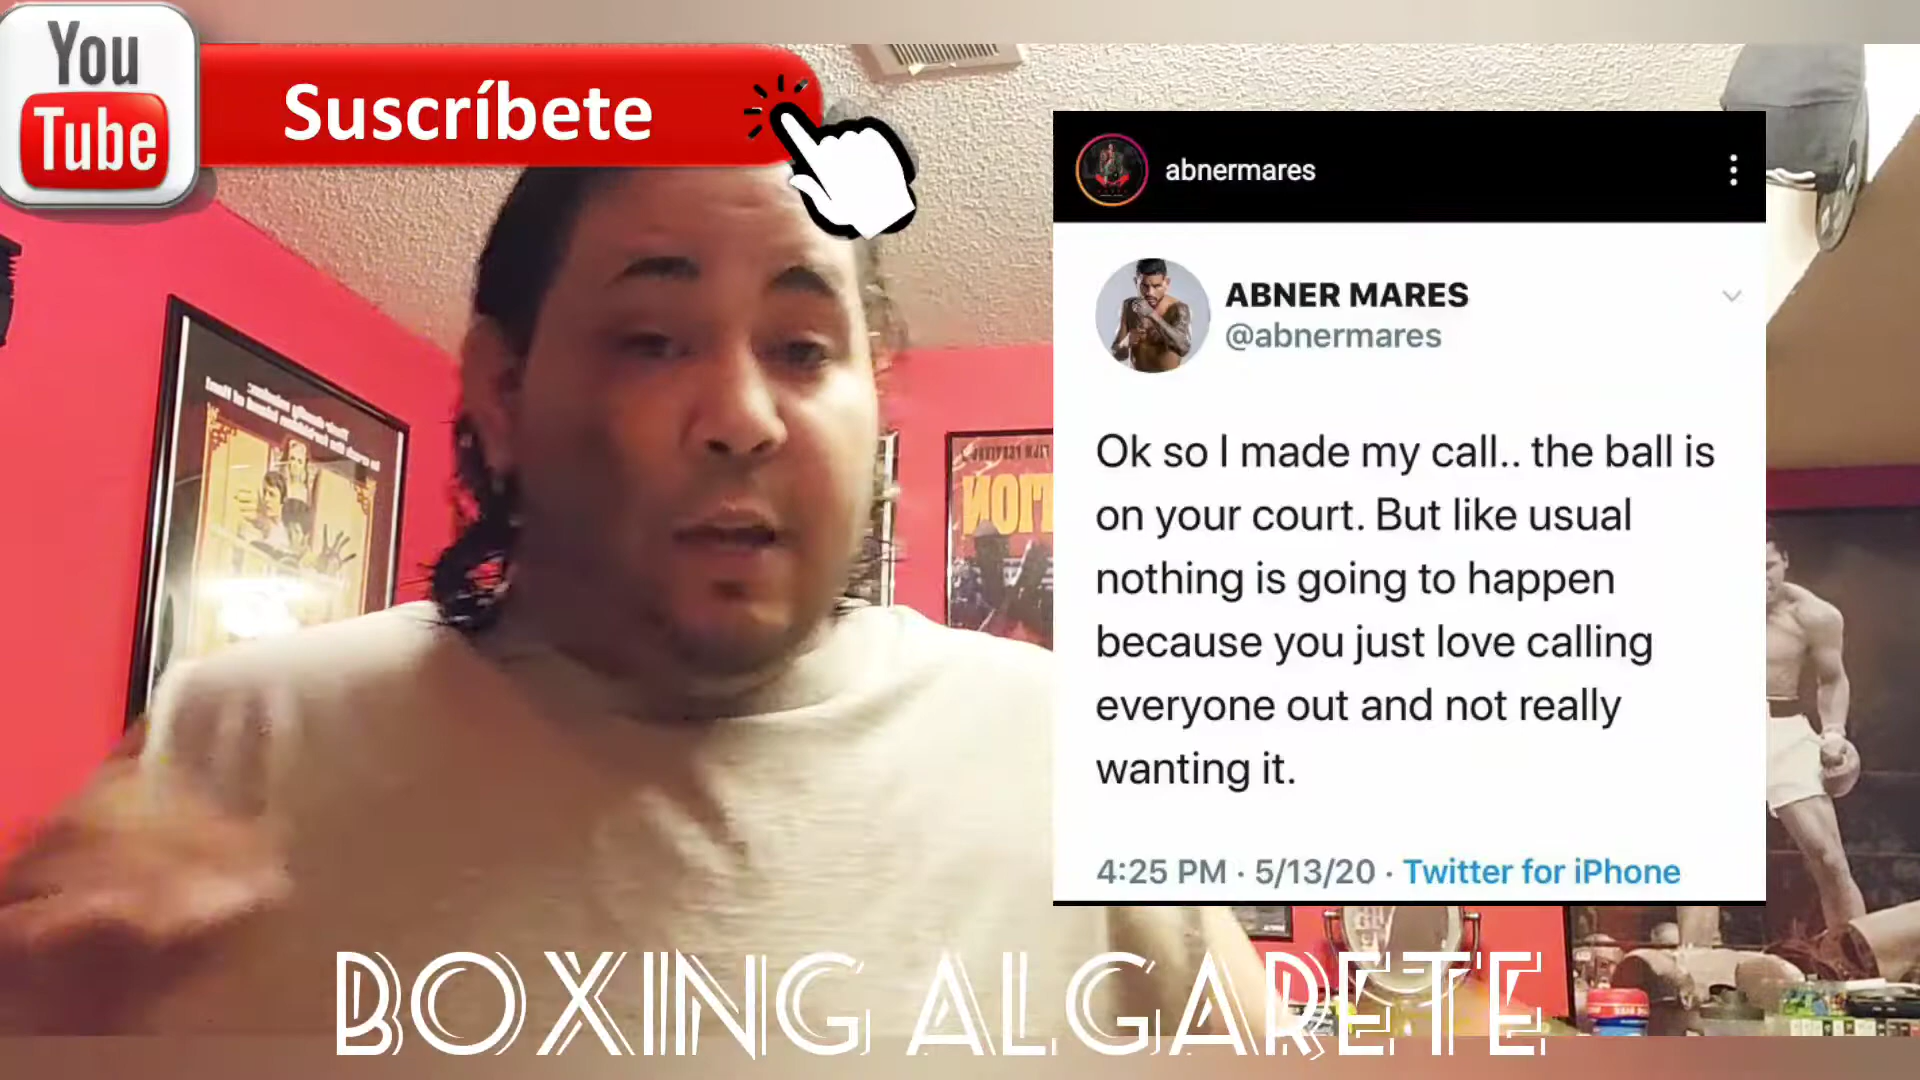 You
Tube
Suscríbete
abnermares
ABNER MARES
@abnermares
Ok so I made my call.. the ball is
on your court. But like usual
nothing is going to happen
because you just love calling
everyone out and not really
wanting it.
4:25 PM · 5/13/20 · Twitter for iPhone
BOXING ALGARETE